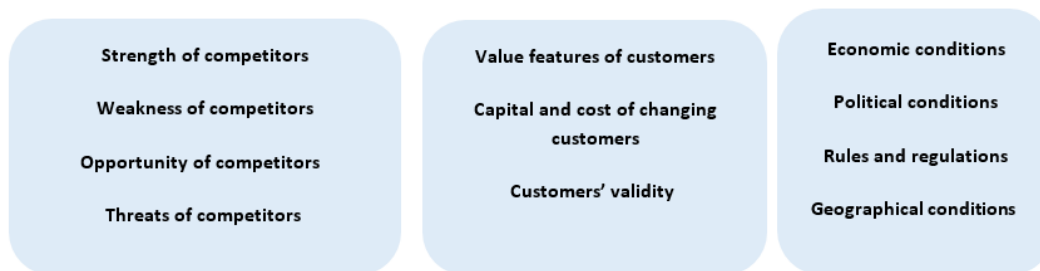 Strength of competitors
Weakness of competitors
Opportunity of competitors
Threats of competitors
Value features of customers
Capital and cost of changing
customers
Customers’ validity
Economic conditions
Political conditions
Rules and regulations
Geographical conditions